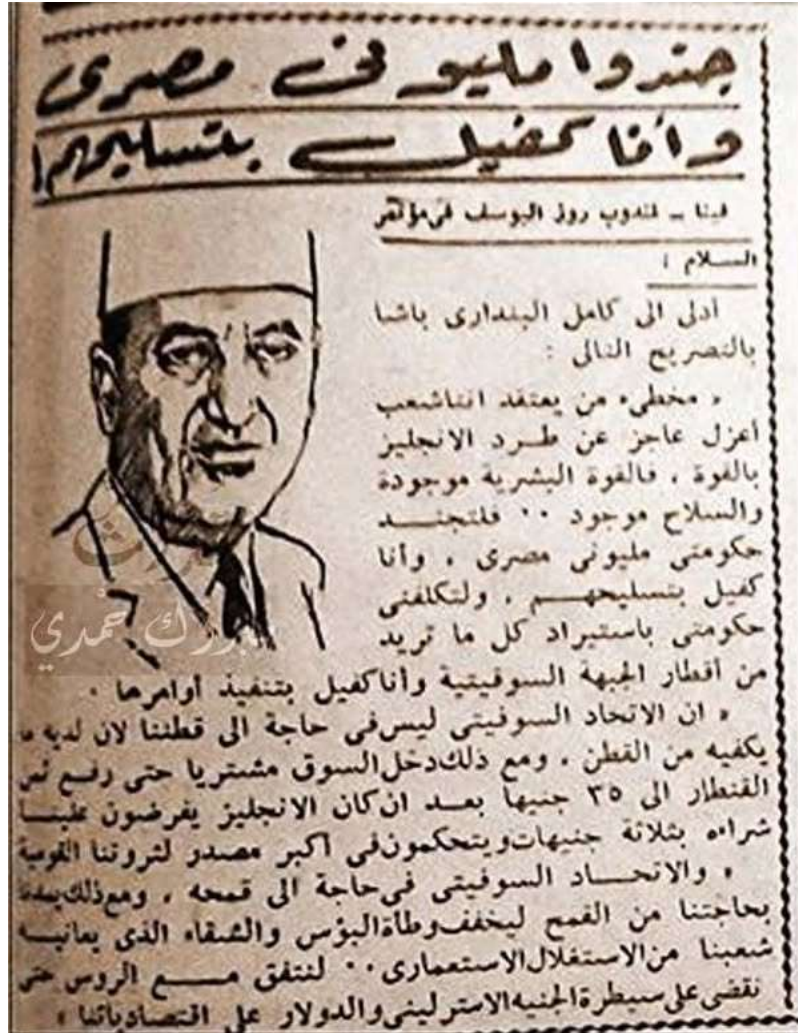 جندوا مليونى مصرى
وأنا كفيل بتسليحهم!
فينا - لمندوب روز اليوسف فى مؤتمر
السلام :
أدلى الى كامل البندارى باشا
بالتصريح التالى :
« مخطىء من يعتقد اننا شعب
أعزل عاجز عن طرد الانجليز
بالقوة ، فالقوة البشرية موجودة
والسلاح موجود ٠٠ فلتجند
حكومتى مليونى مصرى ، وأنا
كفيل بتسليحهم ، ولتكلفنى
حكومتى باستيراد كل ما تريد
من أقطار الجبهة السوفيتية وأنا كفيل بتنفيذ أوامرها ٠
« ان الاتحاد السوفيتى ليس فى حاجة الى قطننا لان لديه ما
يكفيه من القطن ، ومع ذلك دخل السوق مشتريا حتى رفع ثمن
القنطار الى ٣٥ جنيها بعد ان كان الانجليز يفرضون علينا
شراءه بثلاثة جنيهات ويتحكمون فى اكبر مصدر لثروتنا القومية
« والاتحاد السوفيتى فى حاجة الى قمحه ، ومع ذلك يمدنا
بحاجتنا من القمح ليخفف وطأة البؤس والشقاء الذى يعانيه
شعبنا من الاستغلال الاستعمارى ٠٠ لنتفق مع الروس حتى
نقضى على سيطرة الجنيه الاسترلينى والدولار على اقتصادياتنا »
حمدي